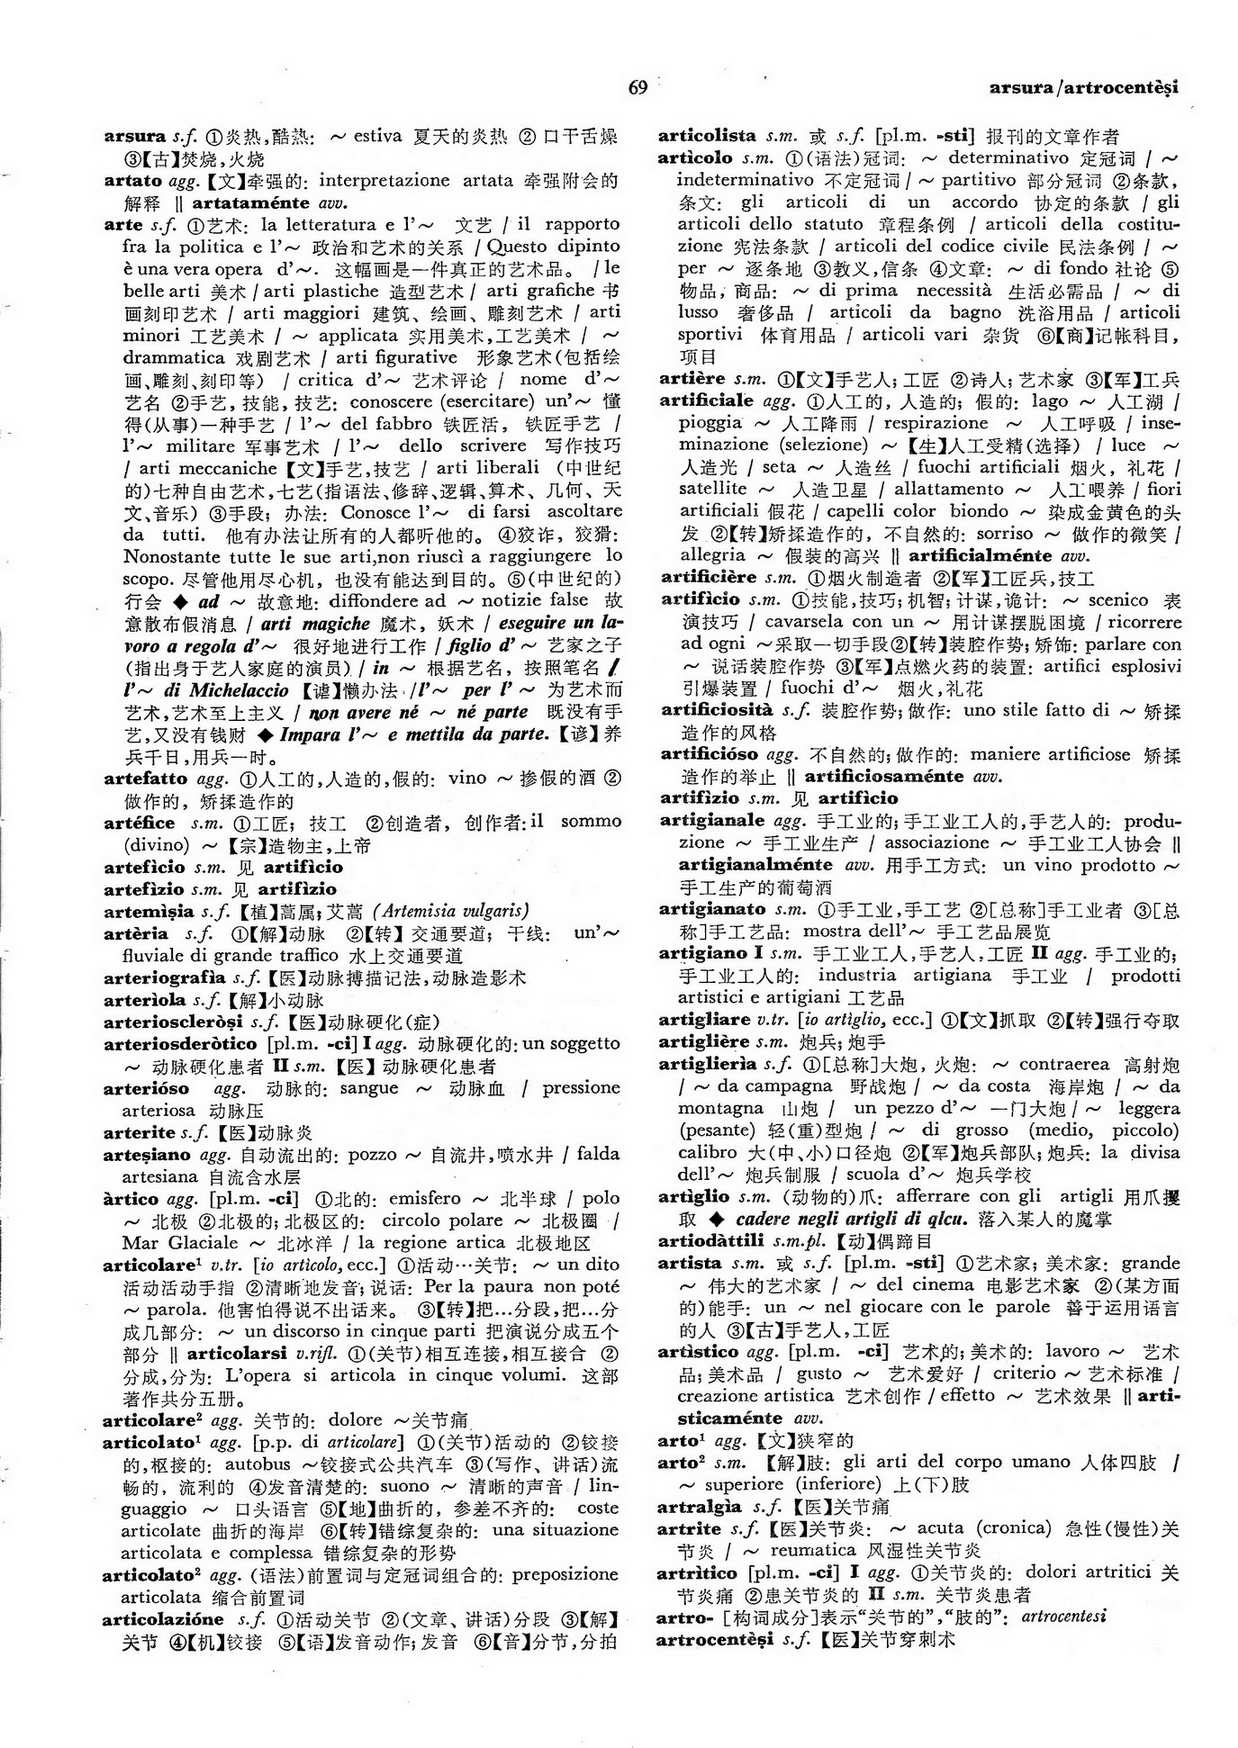 69
arsura/artrocentèşi
arsura s.f. ①炎热,酷热: ～ estiva 夏天的炎热 ② 口干舌燥
③【古】焚烧,火烧
artato agg.【文】牵强的: interpretazione artata 牵强附会的
解释 ‖ artataménte avv.
arte s.f. ①艺术: la letteratura e l'～ 文艺 / il rapporto
fra la politica e l'～ 政治和艺术的关系 / Questo dipinto
è una vera opera d'～. 这幅画是一件真正的艺术品。 /le
belle arti 美术 / arti plastiche 造型艺术 / arti grafiche 书
画刻印艺术 / arti maggiori 建筑、绘画、雕刻艺术 / arti
minori 工艺美术 / ～ applicata 实用美术,工艺美术 / ～
drammatica 戏剧艺术 / arti figurative 形象艺术(包括绘
画、雕刻、刻印等) / critica d'～ 艺术评论 / nome d'～
艺名 ②手艺, 技能, 技艺: conoscere (esercitare) un'～ 懂
得(从事)一种手艺 / l'～ del fabbro 铁匠活, 铁匠手艺 /
l'～ militare 军事艺术 / l'～ dello scrivere 写作技巧
/ arti meccaniche【文】手艺,技艺 / arti liberali (中世纪
的)七种自由艺术,七艺(指语法、修辞、逻辑、算术、几何、天
文、音乐) ③手段; 办法: Conosce l'～ di farsi ascoltare
da tutti. 他有办法让所有的人都听他的。 ④狡诈, 狡猾:
Nonostante tutte le sue arti,non riuscì a raggiungere lo
scopo. 尽管他用尽心机, 也没有能达到目的。⑤(中世纪的)
行会 ◆ ad ～ 故意地: diffondere ad ～ notizie false 故
意散布假消息 / arti magiche 魔术, 妖术 / eseguire un la-
voro a regola d'～ 很好地进行工作 / figlio d'～ 艺家之子
(指出身于艺人家庭的演员) / in ～ 根据艺名, 按照笔名 /
l'～ di Michelaccio【谑】懒办法 /l'～ per l'～ 为艺术而
艺术,艺术至上主义 / non avere né ～ né parte 既没有手
艺,又没有钱财 ◆ Impara l'～ e mettila da parte.【谚】养
兵千日,用兵一时。
artefatto agg. ①人工的,人造的,假的: vino ～ 掺假的酒 ②
做作的, 矫揉造作的
artéfice s.m. ①工匠; 技工 ②创造者, 创作者: il sommo
(divino) ～【宗】造物主,上帝
artefìcio s.m. 见 artifìcio
artefìzio s.m. 见 artifìzio
artemìşia s.f.【植】蒿属; 艾蒿 (Artemisia vulgaris)
artèria s.f. ①【解】动脉 ②【转】交通要道; 干线: un'～
fluviale di grande traffico 水上交通要道
arteriografìa s.f.【医】动脉搏描记法,动脉造影术
arterìola s.f.【解】小动脉
arterioscleròşi s.f.【医】动脉硬化(症)
arteriosderòtico [pl.m. -ci] I agg. 动脉硬化的: un soggetto
～ 动脉硬化患者 II s.m.【医】动脉硬化患者
arterióso agg. 动脉的: sangue ～ 动脉血 / pressione
arteriosa 动脉压
arterite s.f.【医】动脉炎
arteşiano agg. 自动流出的: pozzo ～ 自流井,喷水井 / falda
artesiana 自流含水层
àrtico agg. [pl.m. -ci] ①北的: emisfero ～ 北半球 / polo
～ 北极 ②北极的; 北极区的: circolo polare ～ 北极圈 /
Mar Glaciale ～ 北冰洋 / la regione artica 北极地区
articolare¹ v.tr. [io articolo,ecc.] ①活动…关节: ～ un dito
活动活动手指 ②清晰地发音; 说话: Per la paura non poté
～ parola. 他害怕得说不出话来。 ③【转】把…分段,把…分
成几部分: ～ un discorso in cinque parti 把演说分成五个
部分 ‖ articolarsi v.rifl. ①(关节)相互连接,相互接合 ②
分成,分为: L'opera si articola in cinque volumi. 这部
著作共分五册。
articolare² agg. 关节的: dolore ～关节痛
articolato¹ agg. [p.p. di articolare] ①(关节)活动的 ②铰接
的,枢接的: autobus ～铰接式公共汽车 ③(写作、讲话)流
畅的, 流利的 ④发音清楚的: suono ～ 清晰的声音 / lin-
guaggio ～ 口头语言 ⑤【地】曲折的, 参差不齐的: coste
articolate 曲折的海岸 ⑥【转】错综复杂的: una situazione
articolata e complessa 错综复杂的形势
articolato² agg. (语法)前置词与定冠词组合的: preposizione
articolata 缩合前置词
articolazióne s.f. ①活动关节 ②(文章、讲话)分段 ③【解】
关节 ④【机】铰接 ⑤【语】发音动作; 发音 ⑥【音】分节,分拍
articolista s.m. 或 s.f. [pl.m. -sti] 报刊的文章作者
artìcolo s.m. ①(语法)冠词: ～ determinativo 定冠词 / ～
indeterminativo 不定冠词 / ～ partitivo 部分冠词 ②条款,
条文: gli articoli di un accordo 协定的条款 / gli
articoli dello statuto 章程条例 / articoli della costitu-
zione 宪法条款 / articoli del codice civile 民法条例 / ～
per ～ 逐条地 ③教义,信条 ④文章: ～ di fondo 社论 ⑤
物品, 商品: ～ di prima necessità 生活必需品 / ～ di
lusso 奢侈品 / articoli da bagno 洗浴用品 / articoli
sportivi 体育用品 / articoli vari 杂货 ⑥【商】记帐科目,
项目
artière s.m. ①【文】手艺人; 工匠 ②诗人; 艺术家 ③【军】工兵
artificiale agg. ①人工的, 人造的; 假的: lago ～ 人工湖 /
pioggia ～ 人工降雨 / respirazione ～ 人工呼吸 / inse-
minazione (selezione) ～【生】人工受精(选择) / luce ～
人造光 / seta ～ 人造丝 / fuochi artificiali 烟火, 礼花 /
satellite ～ 人造卫星 / allattamento ～ 人工喂养 / fiori
artificiali 假花 / capelli color biondo ～ 染成金黄色的头
发 ②【转】矫揉造作的, 不自然的: sorriso ～ 做作的微笑 /
allegria ～ 假装的高兴 ‖ artificialménte avv.
artificière s.m. ①烟火制造者 ②【军】工匠兵,技工
artifìcio s.m. ①技能,技巧; 机智; 计谋,诡计: ～ scenico 表
演技巧 / cavarsela con un ～ 用计谋摆脱困境 / ricorrere
ad ogni ～采取一切手段②【转】装腔作势; 矫饰: parlare con
～ 说话装腔作势 ③【军】点燃火药的装置: artifici esplosivi
引爆装置 / fuochi d'～ 烟火,礼花
artificiosità s.f. 装腔作势; 做作: uno stile fatto di ～ 矫揉
造作的风格
artificióso agg. 不自然的; 做作的: maniere artificiose 矫揉
造作的举止 ‖ artificiosaménte avv.
artifìzio s.m. 见 artifìcio
artigianale agg. 手工业的; 手工业工人的,手艺人的: produ-
zione ～ 手工业生产 / associazione ～ 手工业工人协会 ‖
artigianalménte avv. 用手工方式: un vino prodotto ～
手工生产的葡萄酒
artigianato s.m. ①手工业,手工艺 ②[总称]手工业者 ③[总
称]手工艺品: mostra dell'～ 手工艺品展览
artigiano I s.m. 手工业工人,手艺人,工匠 II agg. 手工业的;
手工业工人的: industria artigiana 手工业 / prodotti
artistici e artigiani 工艺品
artigliare v.tr. [io artìglio, ecc.] ①【文】抓取 ②【转】强行夺取
artiglière s.m. 炮兵; 炮手
artiglierìa s.f. ①[总称]大炮, 火炮: ～ contraerea 高射炮
/ ～ da campagna 野战炮 / ～ da costa 海岸炮 / ～ da
montagna 山炮 / un pezzo d'～ 一门大炮 / ～ leggera
(pesante) 轻(重)型炮 / ～ di grosso (medio, piccolo)
calibro 大(中、小)口径炮 ②【军】炮兵部队; 炮兵: la divisa
dell'～ 炮兵制服 / scuola d'～ 炮兵学校
artìglio s.m. (动物的)爪: afferrare con gli artigli 用爪攫
取 ◆ cadere negli artigli di qlcu. 落入某人的魔掌
artiodàttili s.m.pl.【动】偶蹄目
artista s.m. 或 s.f. [pl.m. -sti] ①艺术家; 美术家: grande
～ 伟大的艺术家 / ～ del cinema 电影艺术家 ②(某方面
的)能手: un ～ nel giocare con le parole 善于运用语言
的人 ③【古】手艺人,工匠
artìstico agg. [pl.m. -ci] 艺术的; 美术的: lavoro ～ 艺术
品; 美术品 / gusto ～ 艺术爱好 / criterio ～ 艺术标准 /
creazione artistica 艺术创作 / effetto ～ 艺术效果 ‖ arti-
sticaménte avv.
arto¹ agg.【文】狭窄的
arto² s.m. 【解】肢: gli arti del corpo umano 人体四肢 /
～ superiore (inferiore) 上(下)肢
artralgìa s.f.【医】关节痛
artrite s.f.【医】关节炎: ～ acuta (cronica) 急性(慢性)关
节炎 / ～ reumatica 风湿性关节炎
artrìtico [pl.m. -ci] I agg. ①关节炎的: dolori artritici 关
节炎痛 ②患关节炎的 II s.m. 关节炎患者
artro- [构词成分]表示“关节的”,“肢的”: artrocentesi
artrocentèşi s.f.【医】关节穿刺术